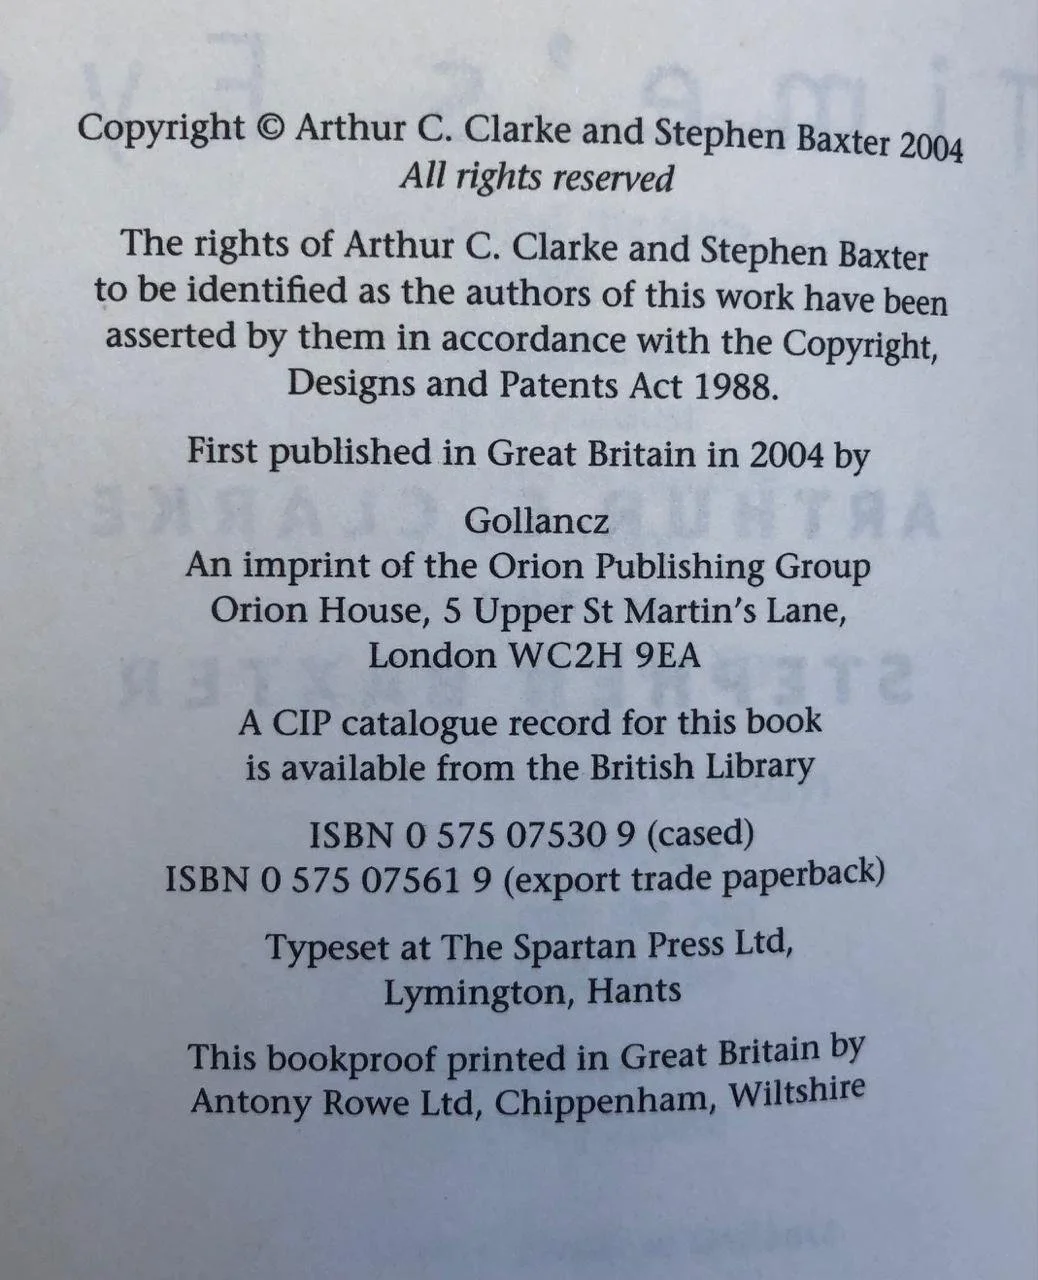 Copyright © Arthur C. Clarke and Stephen Baxter 2004
All rights reserved
The rights of Arthur C. Clarke and Stephen Baxter
to be identified as the authors of this work have been
asserted by them in accordance with the Copyright,
Designs and Patents Act 1988.
First published in Great Britain in 2004 by
Gollancz
An imprint of the Orion Publishing Group
Orion House, 5 Upper St Martin's Lane,
London WC2H 9EA
A CIP catalogue record for this book
is available from the British Library
ISBN 0 575 07530 9 (cased)
ISBN 0 575 07561 9 (export trade paperback)
Typeset at The Spartan Press Ltd,
Lymington, Hants
This bookproof printed in Great Britain by
Antony Rowe Ltd, Chippenham, Wiltshire